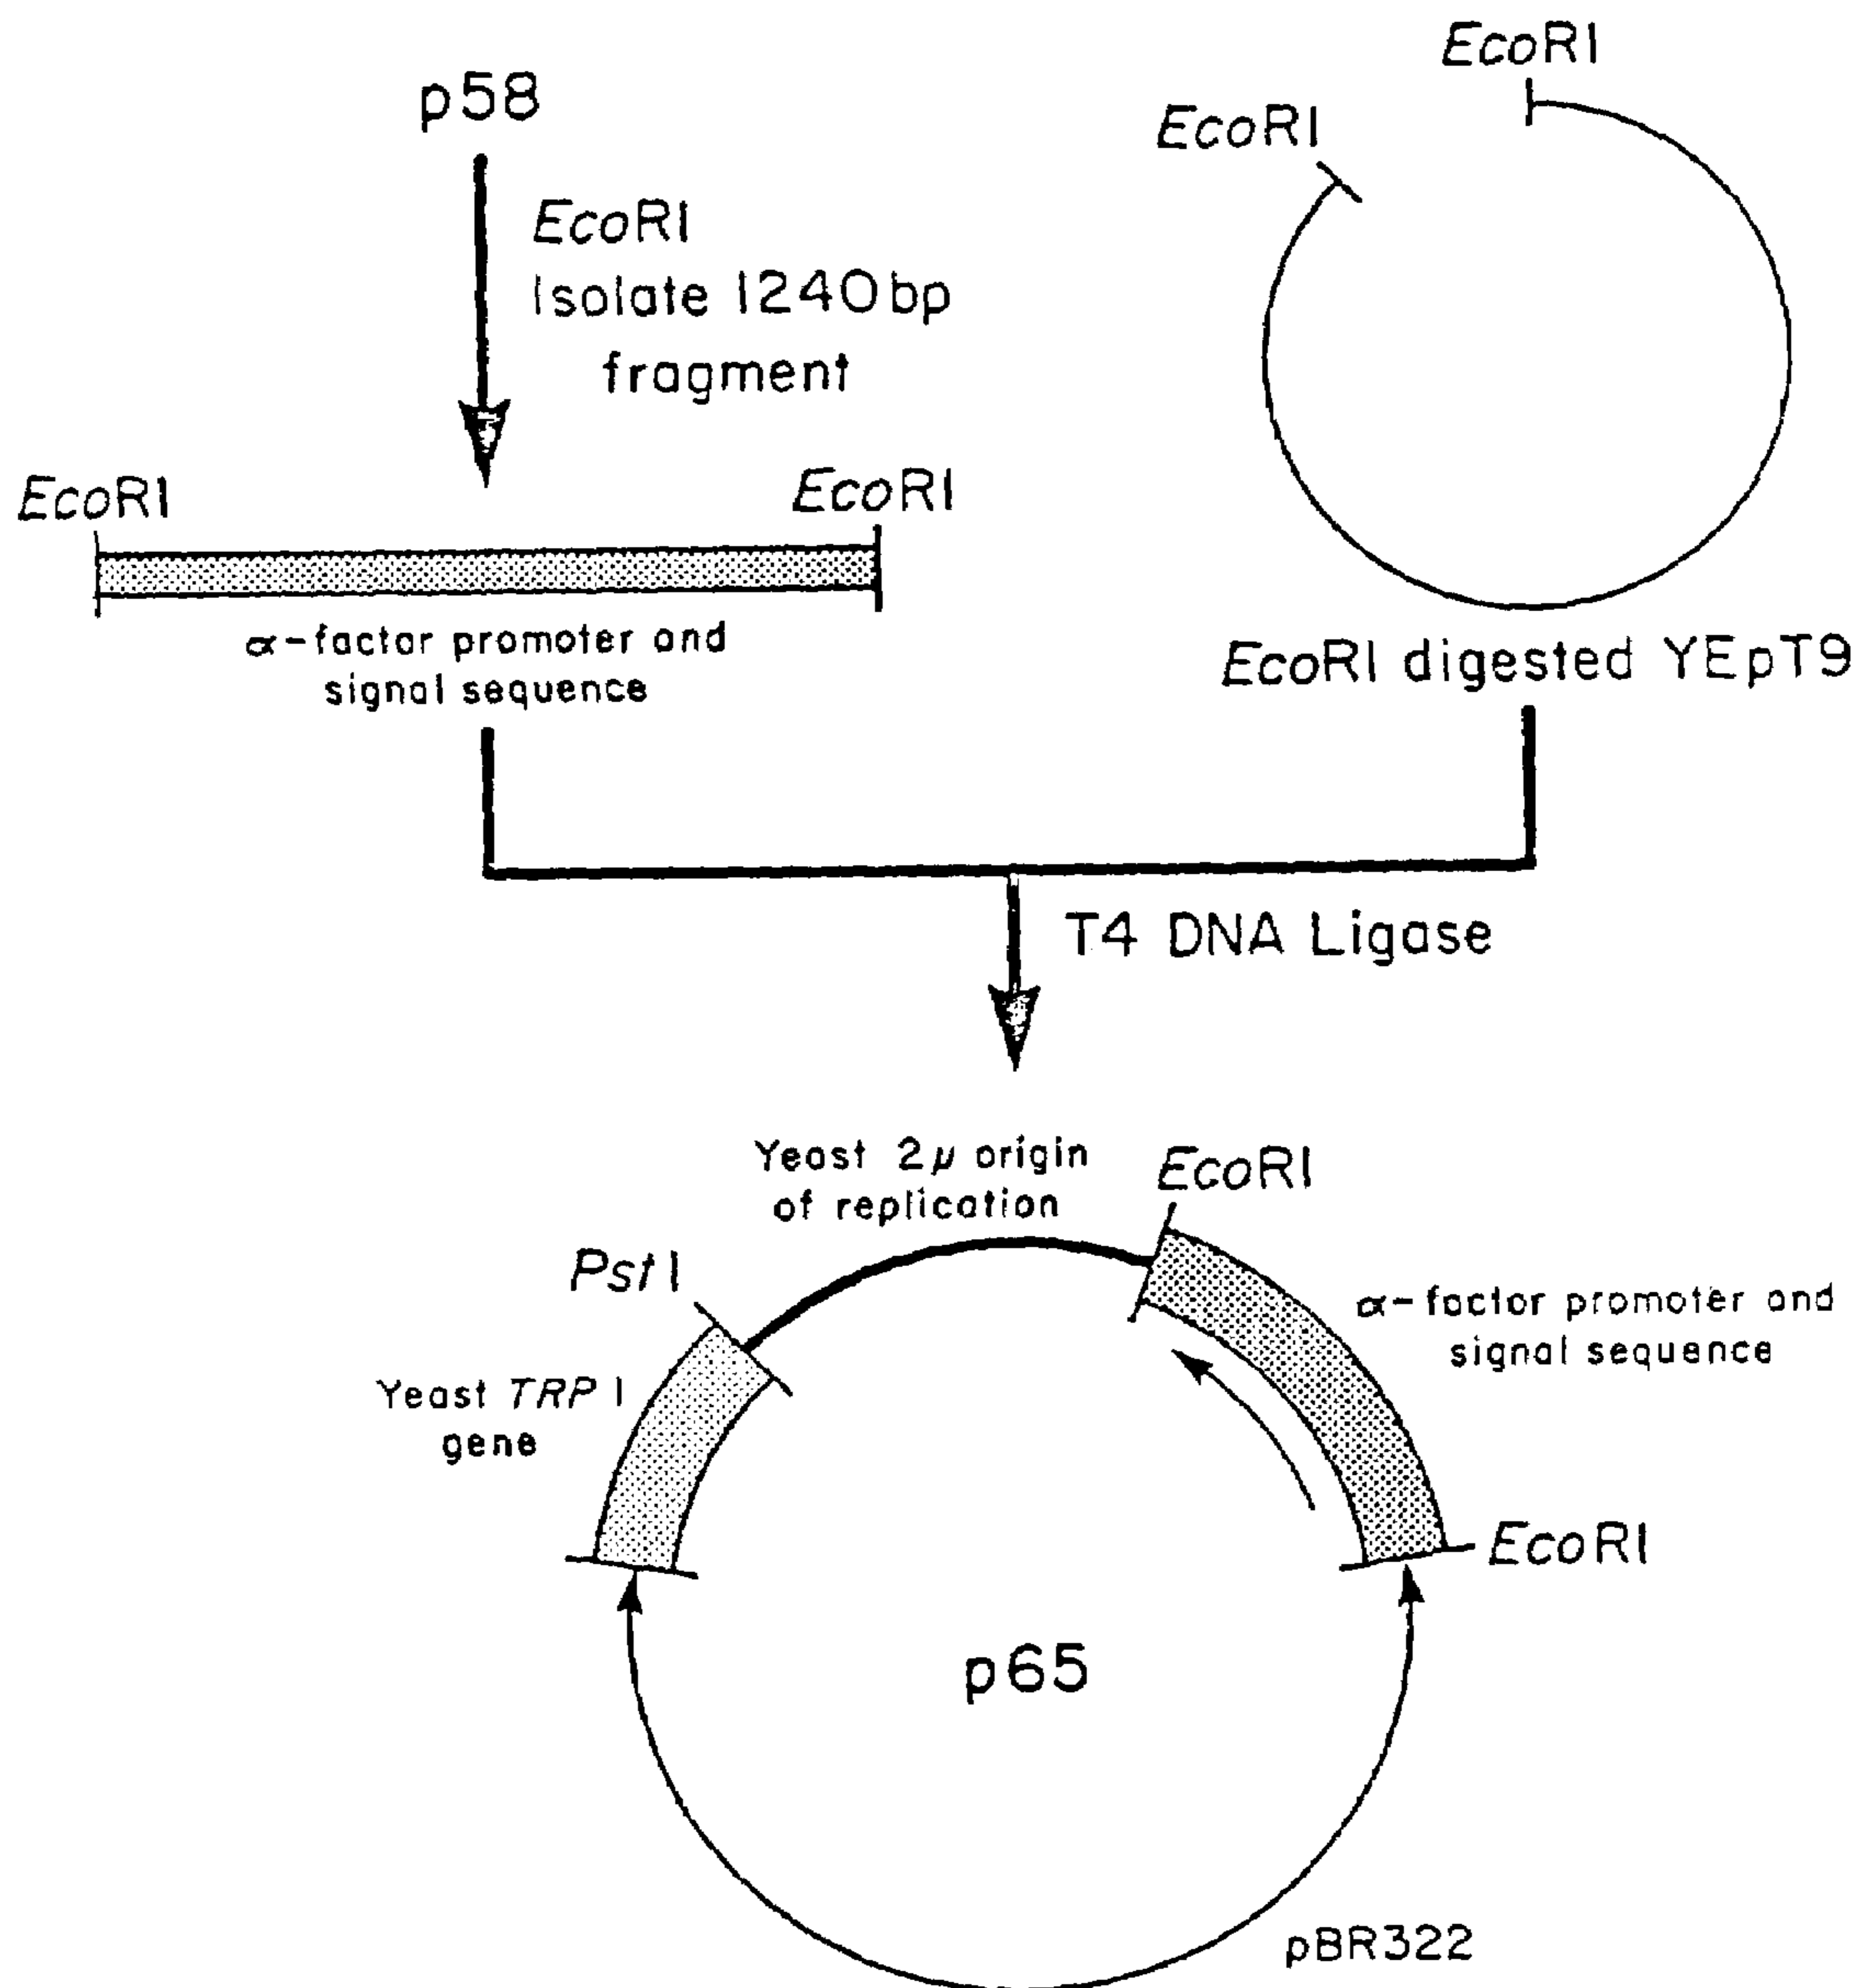 p58
EcoRI
Isolate 1240bp
fragment
EcoRI
EcoRI
α-factor promoter and
signal sequence
EcoRI
EcoRI
EcoRI digested YEpT9
T4 DNA Ligase
Yeast 2μ origin
of replication
EcoRI
PstI
α-factor promoter and
signal sequence
Yeast TRP I
gene
EcoRI
p65
pBR322